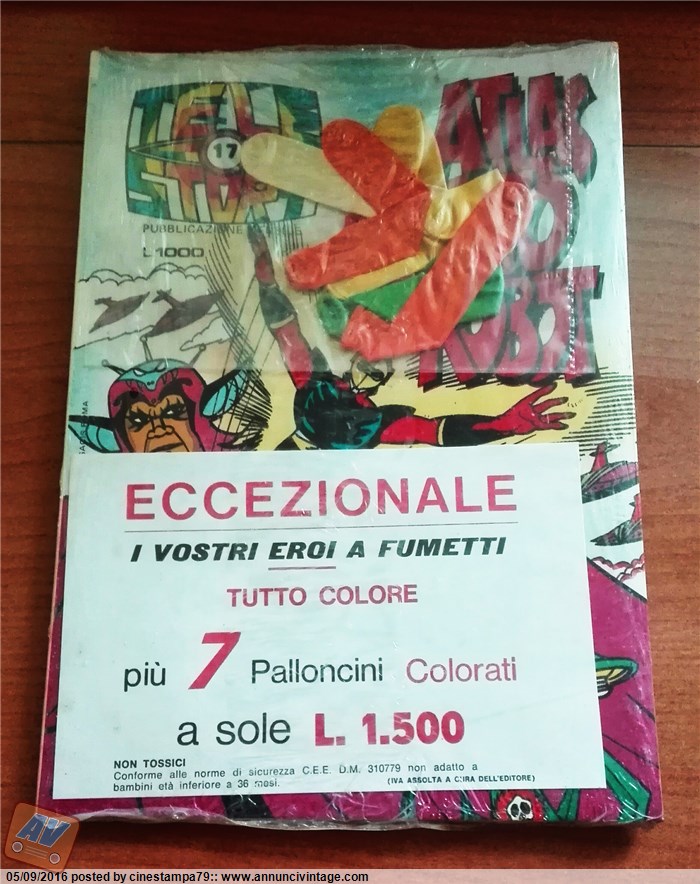 TELE
17
STORY
PUBBLICAZIONE MENSILE
L 1000
ATLAS
UFO
ROBOT
ECCEZIONALE
I VOSTRI EROI A FUMETTI
TUTTO COLORE
più 7 Palloncini Colorati
a sole L. 1.500
NON TOSSICI
Conforme alle norme di sicurezza C.E.E. D.M. 310779 non adatto a
bambini età inferiore a 36 mesi. (IVA ASSOLTA A CURA DELL'EDITORE)
AV
05/09/2016 posted by cinestampa79:: www.annuncivintage.com